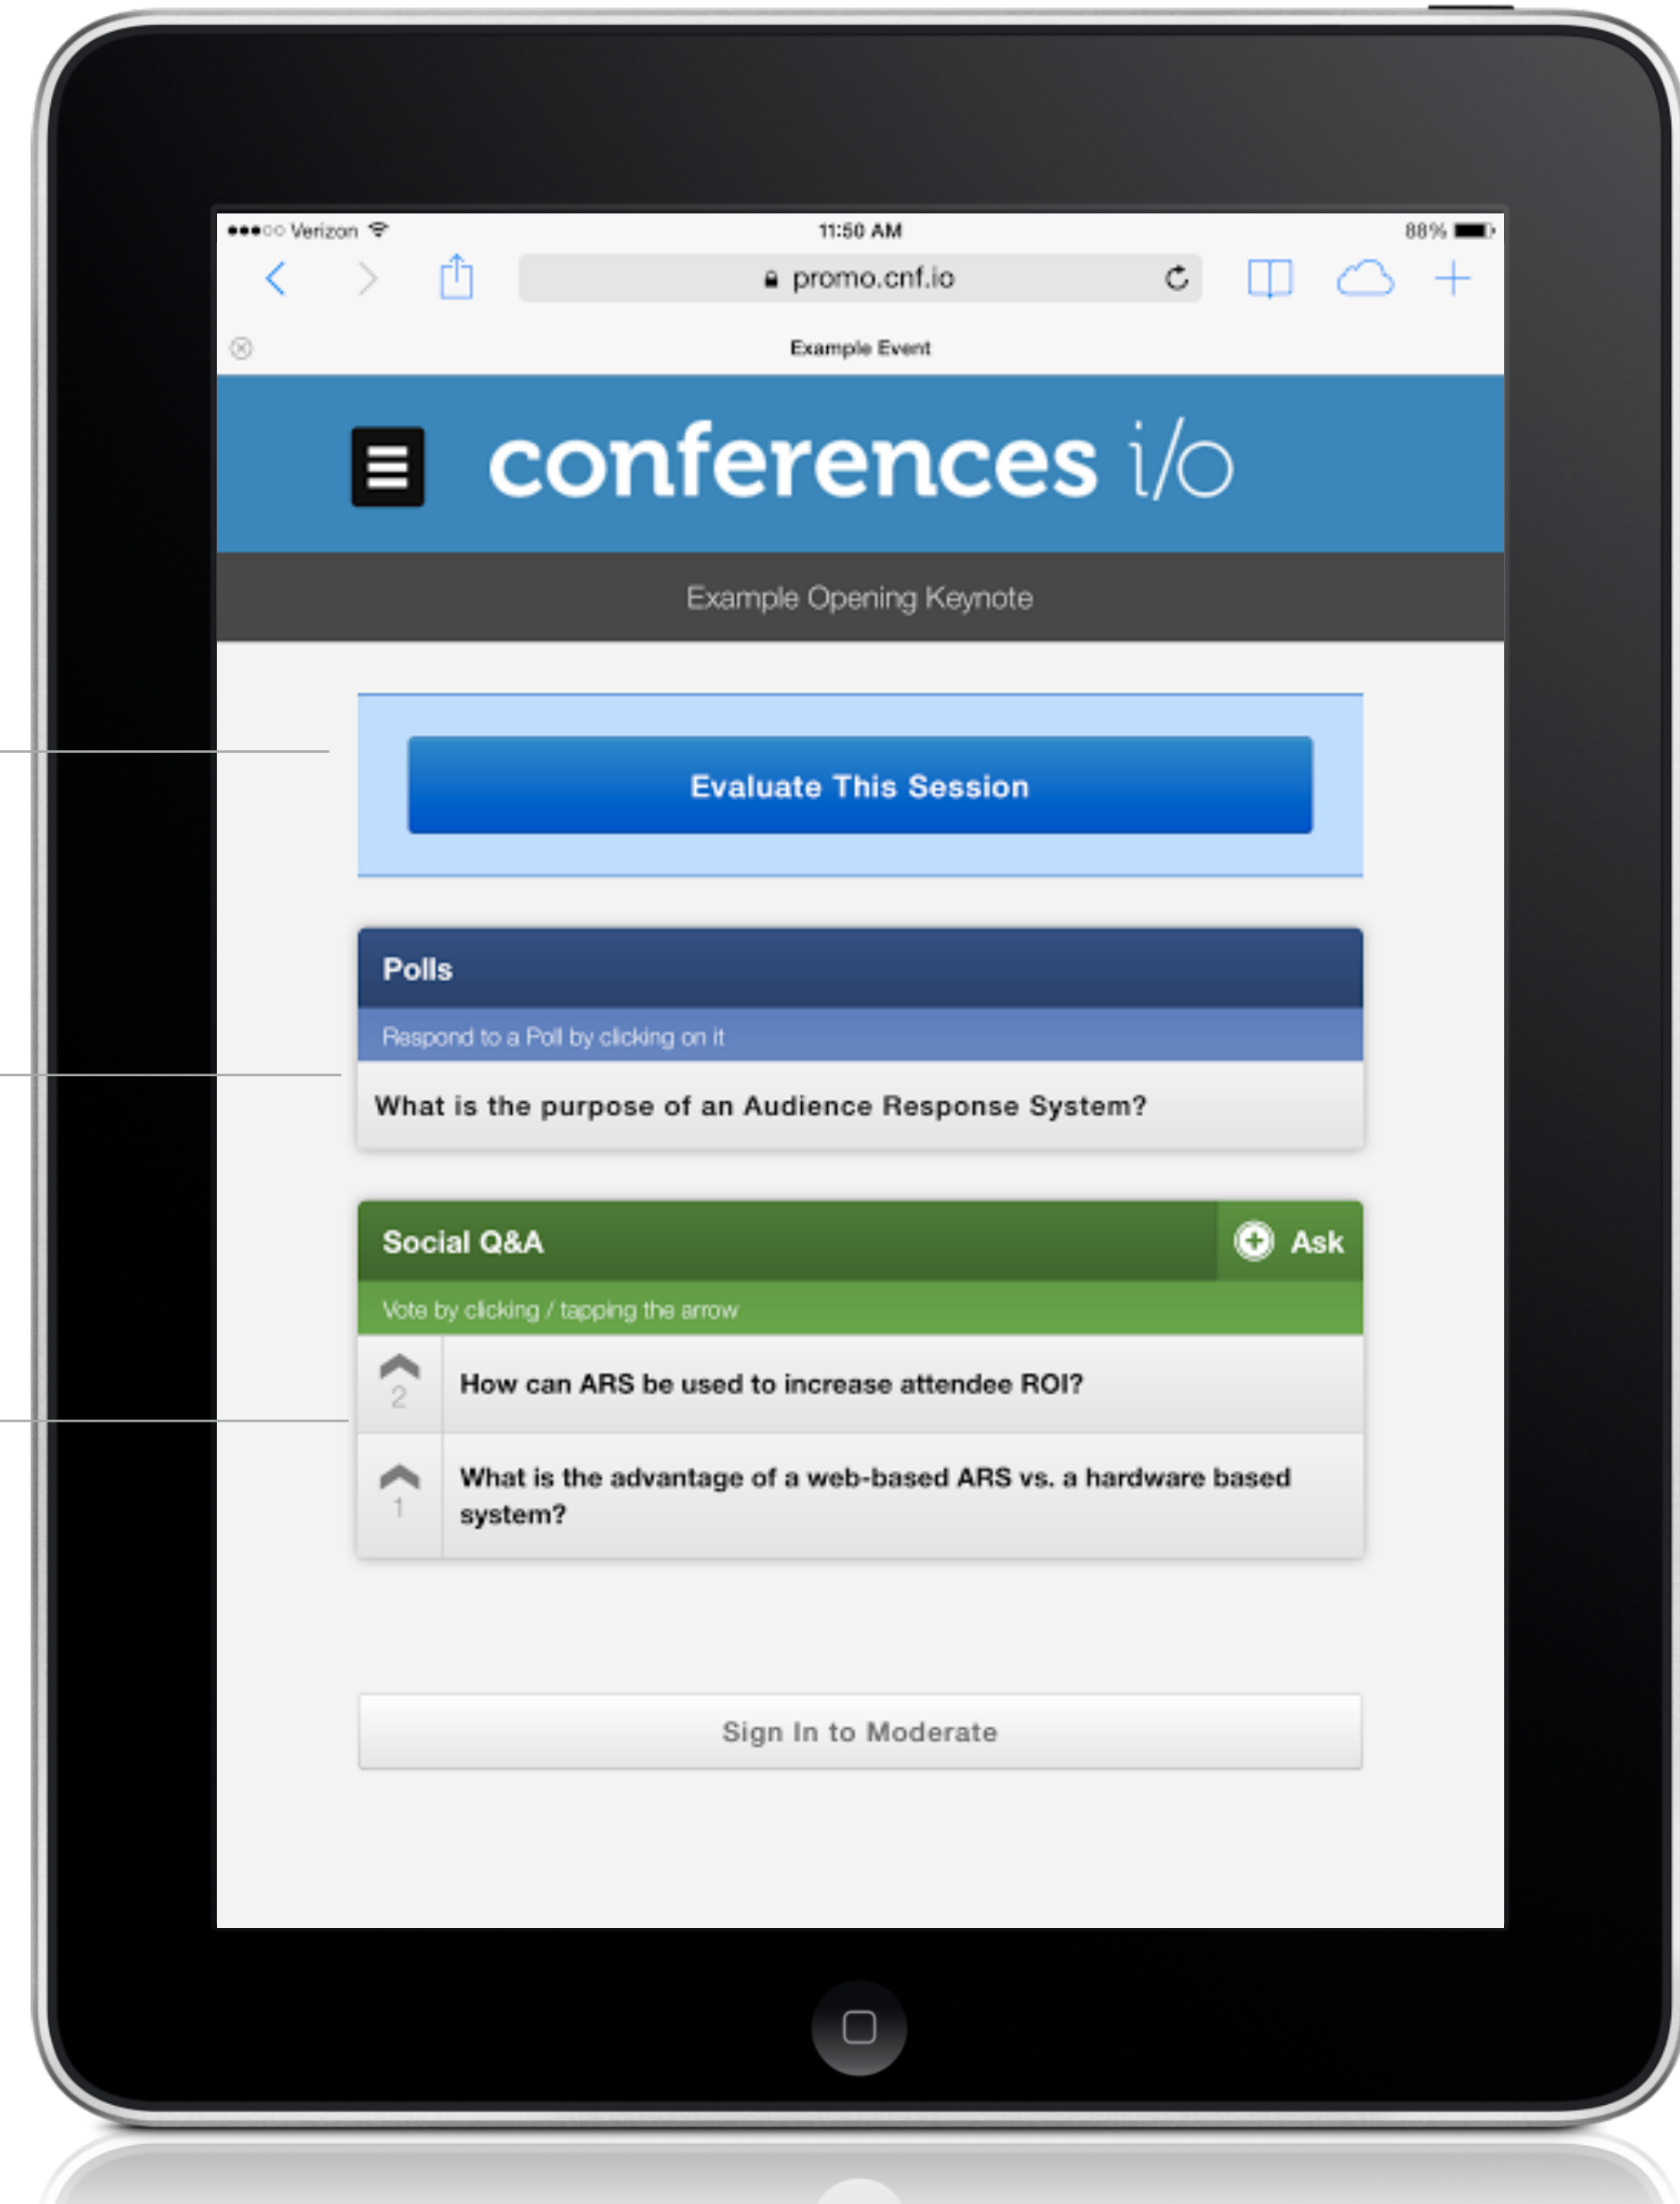 Verizon 11:50 AM 88%
promo.cnf.io
Example Event
conferences i/o
Example Opening Keynote
Evaluate This Session
Polls
Respond to a Poll by clicking on it
What is the purpose of an Audience Response System?
Social Q&A Ask
Vote by clicking / tapping the arrow
2 How can ARS be used to increase attendee ROI?
1 What is the advantage of a web-based ARS vs. a hardware based
system?
Sign In to Moderate